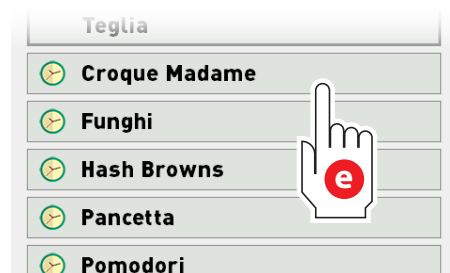 Teglia
Croque Madame
Funghi
e
Hash Browns
Pancetta
Pomodori